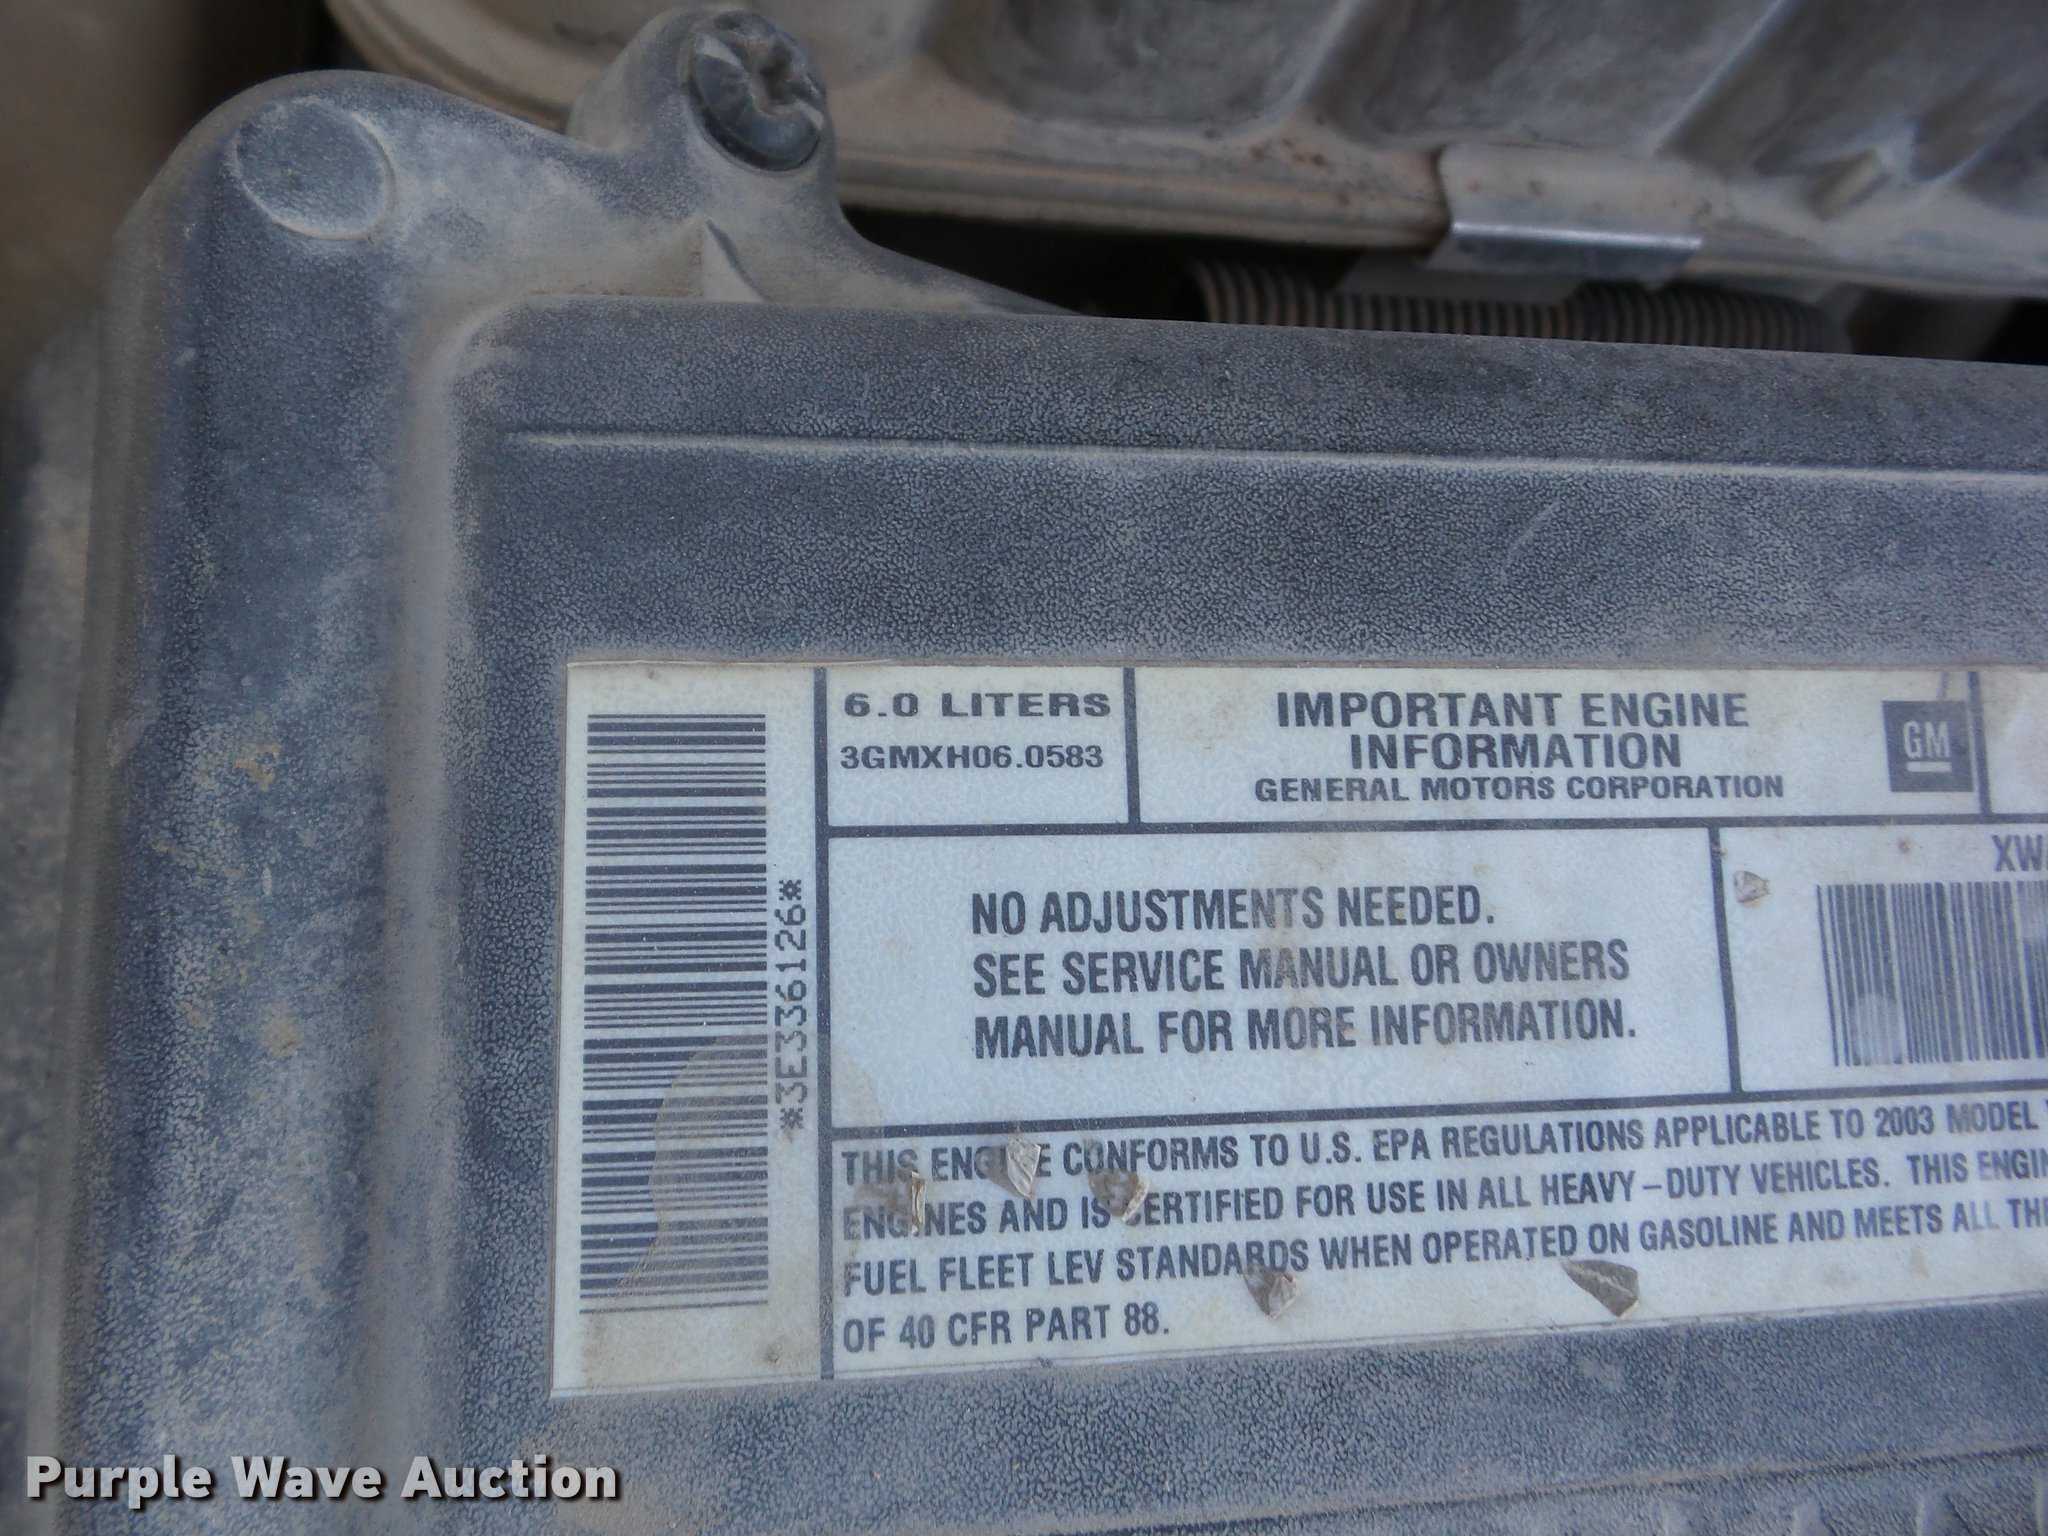 6.0 LITERS
3GMXH06.0583
IMPORTANT ENGINE
INFORMATION
GENERAL MOTORS CORPORATION
GM
*3E336126*
NO ADJUSTMENTS NEEDED.
SEE SERVICE MANUAL OR OWNERS
MANUAL FOR MORE INFORMATION.
THIS ENGINE CONFORMS TO U.S. EPA REGULATIONS APPLICABLE TO 2003 MODEL
ENGINES AND IS CERTIFIED FOR USE IN ALL HEAVY-DUTY VEHICLES. THIS
FUEL FLEET LEV STANDARDS WHEN OPERATED ON GASOLINE AND MEETS ALL THE
OF 40 CFR PART 88.
Purple Wave Auction